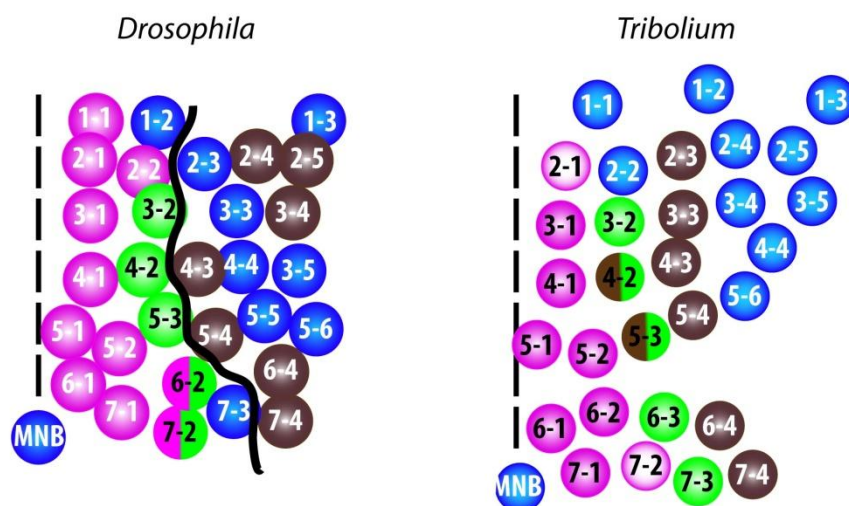 Drosophila
1-1 1-2 1-3
2-1 2-2 2-3 2-4 2-5
3-1 3-2 3-3 3-4
4-1 4-2 4-3 4-4 3-5
5-1 5-2 5-3 5-4 5-5 5-6
6-1 6-2 6-4
7-1 7-2 7-3 7-4
MNB
Tribolium
1-1 1-2 1-3
2-1 2-2 2-3 2-4 2-5
3-1 3-2 3-3 3-4 3-5
4-1 4-2 4-3 4-4
5-1 5-2 5-3 5-4 5-6
6-1 6-2 6-3 6-4
7-1 7-2 7-3 7-4
MNB